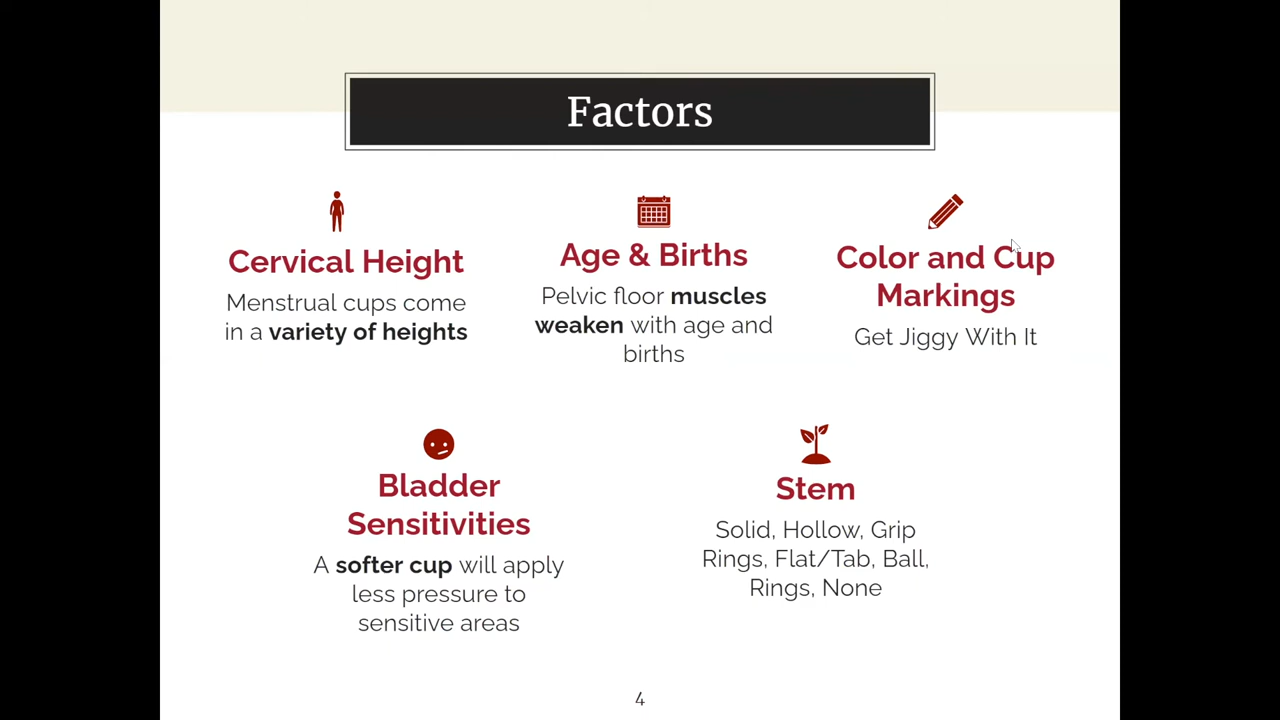 Factors
Cervical Height
Menstrual cups come
in a variety of heights
Age & Births
Pelvic floor muscles
weaken with age and
births
Color and Cup
Markings
Get Jiggy With It
Bladder
Sensitivities
A softer cup will apply
less pressure to
sensitive areas
Stem
Solid, Hollow, Grip
Rings, Flat/Tab, Ball,
Rings, None
4